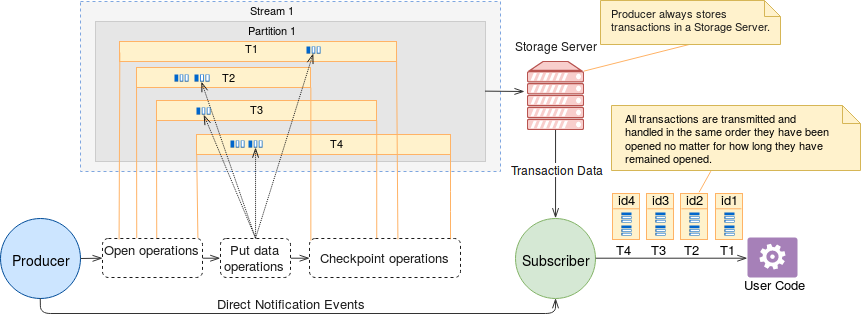 Stream 1
Partition 1
T1
T2
T3
T4
Producer always stores
transactions in a Storage Server.
Storage Server
All transactions are transmitted and
handled in the same order they have been
opened no matter for how long they have
remained opened.
Transaction Data
id4 id3 id2 id1
T4 T3 T2 T1
Producer
Open operations
Put data
operations
Checkpoint operations
Subscriber
User Code
Direct Notification Events